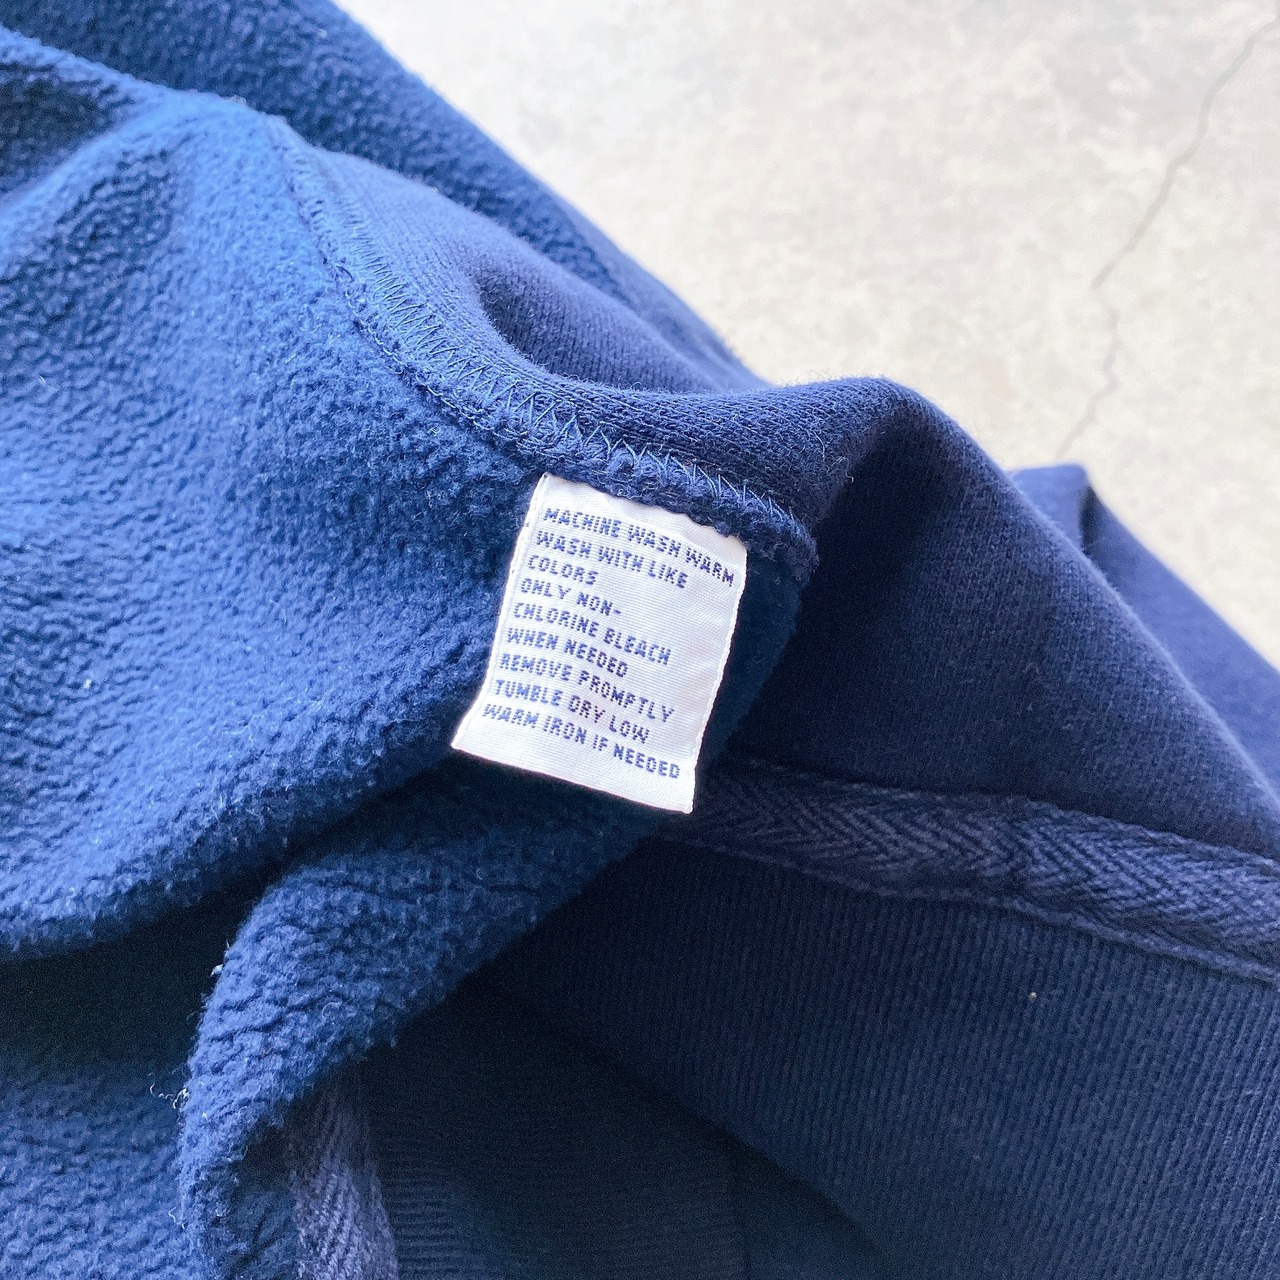 MACHINE WASH WARM
WASH WITH LIKE
COLORS
ONLY NON-
CHLORINE BLEACH
WHEN NEEDED
REMOVE PROMPTLY
TUMBLE DRY LOW
WARM IRON IF NEEDED